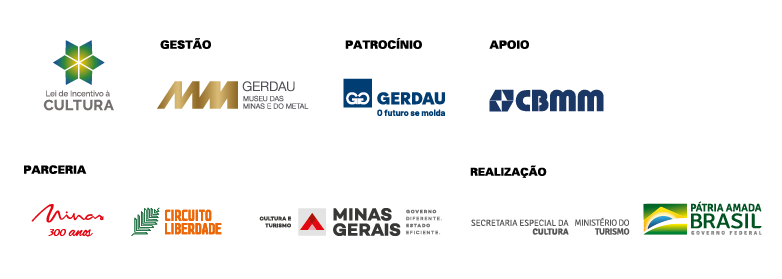 GESTÃO
PATROCÍNIO
APOIO
Lei de Incentivo à
CULTURA
MM GERDAU
MUSEU DAS
MINAS E DO METAL
GG GERDAU
O futuro se molda
CBMM
PARCERIA
REALIZAÇÃO
Minas
300 anos
CIRCUITO
LIBERDADE
CULTURA E
TURISMO
MINAS
GERAIS
GOVERNO
DIFERENTE.
ESTADO
EFICIENTE.
SECRETARIA ESPECIAL DA
CULTURA
MINISTÉRIO DO
TURISMO
PÁTRIA AMADA
BRASIL
GOVERNO FEDERAL